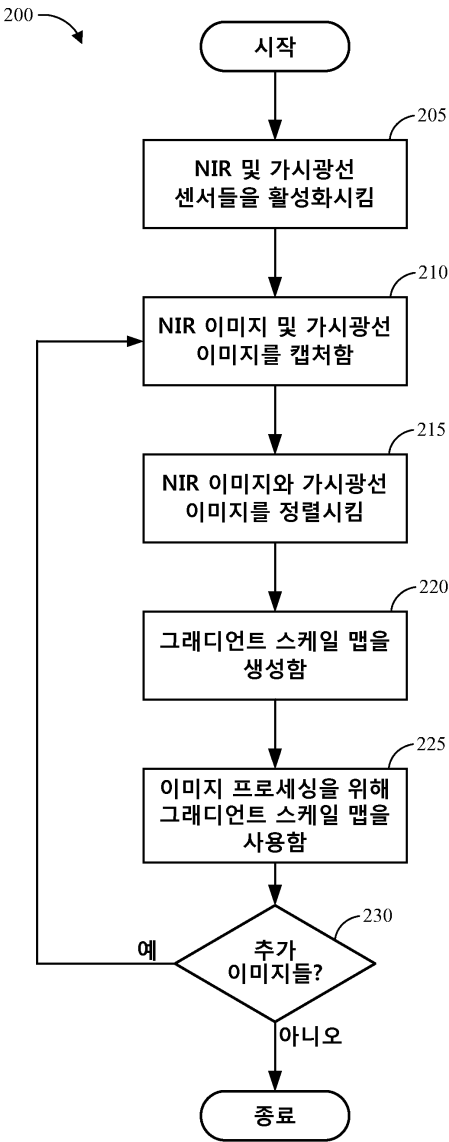 200
시작
205
NIR 및 가시광선
센서들을 활성화시킴
210
NIR 이미지 및 가시광선
이미지를 캡처함
215
NIR 이미지와 가시광선
이미지를 정렬시킴
220
그래디언트 스케일 맵을
생성함
225
이미지 프로세싱을 위해
그래디언트 스케일 맵을
사용함
230
예
추가
이미지들?
아니오
종료